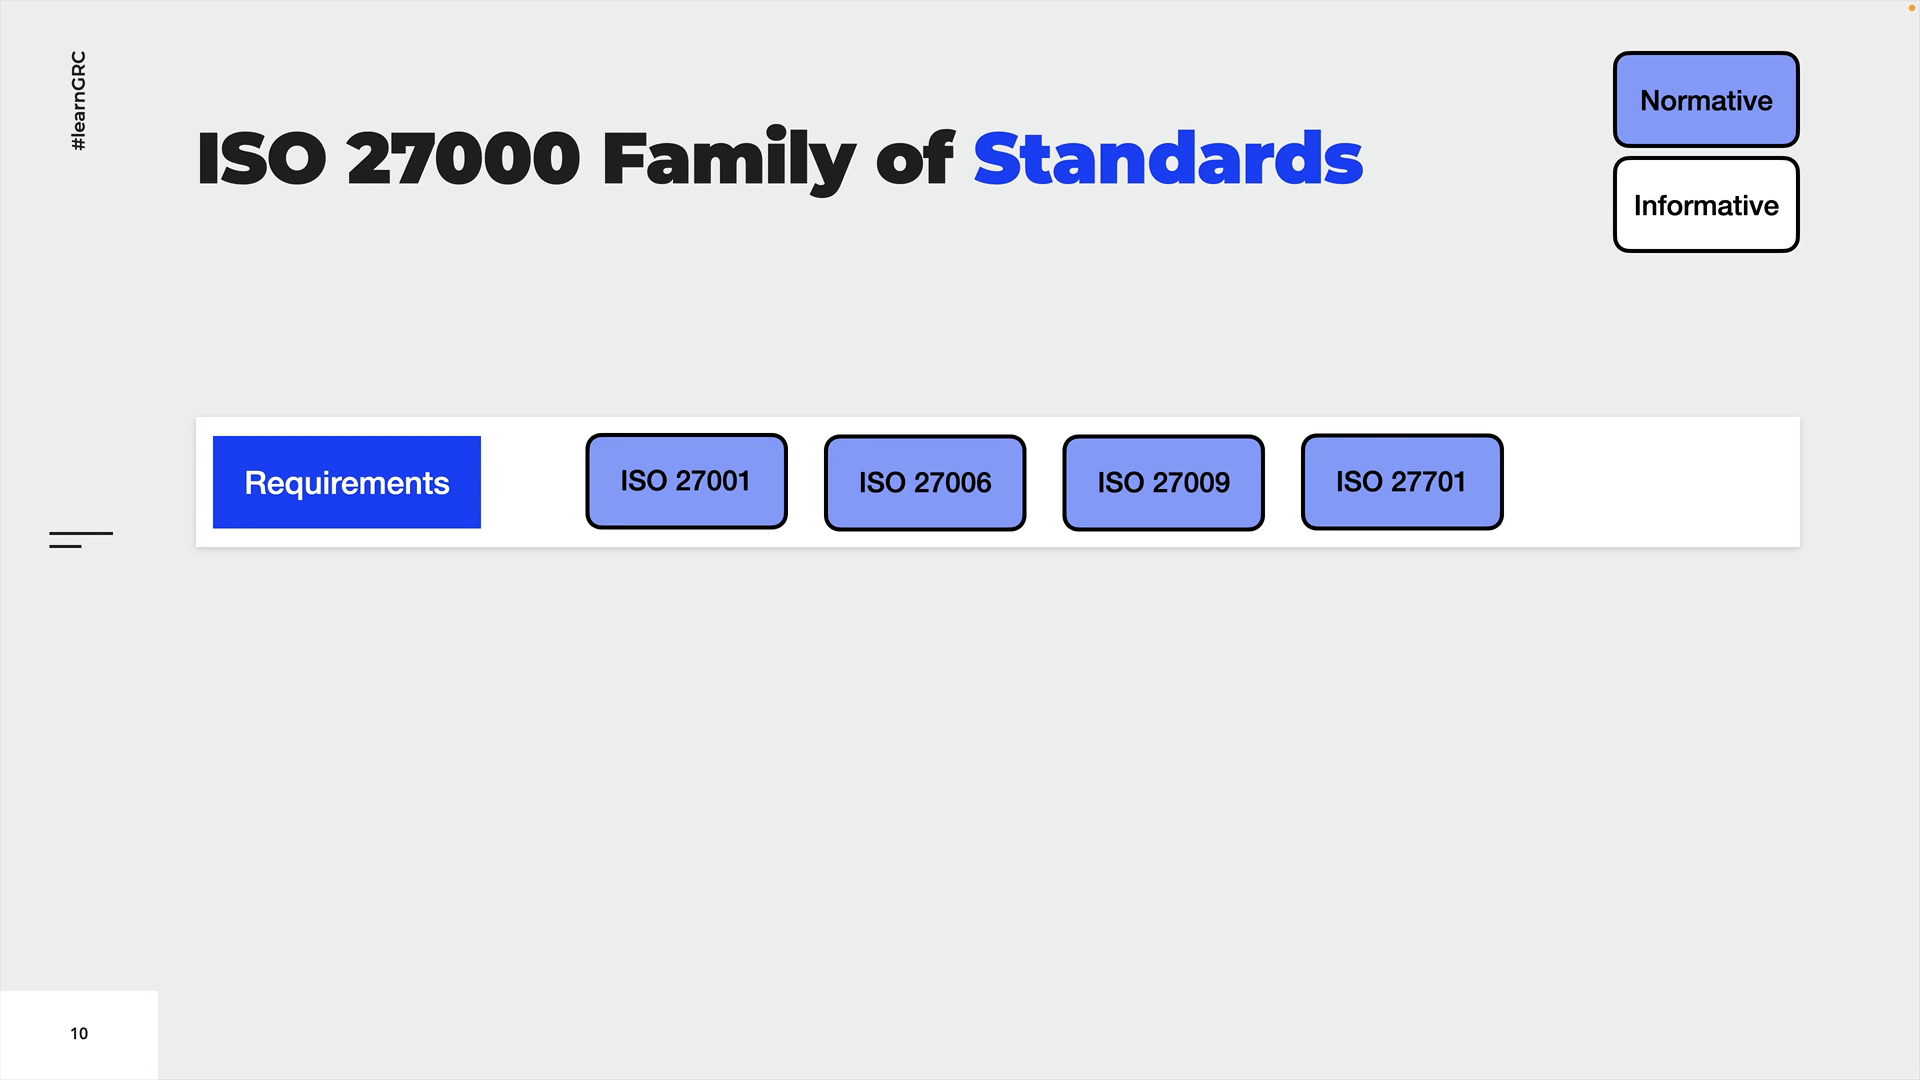 #learnGRC
ISO 27000 Family of Standards
Normative
Informative
Requirements
ISO 27001
ISO 27006
ISO 27009
ISO 27701
10